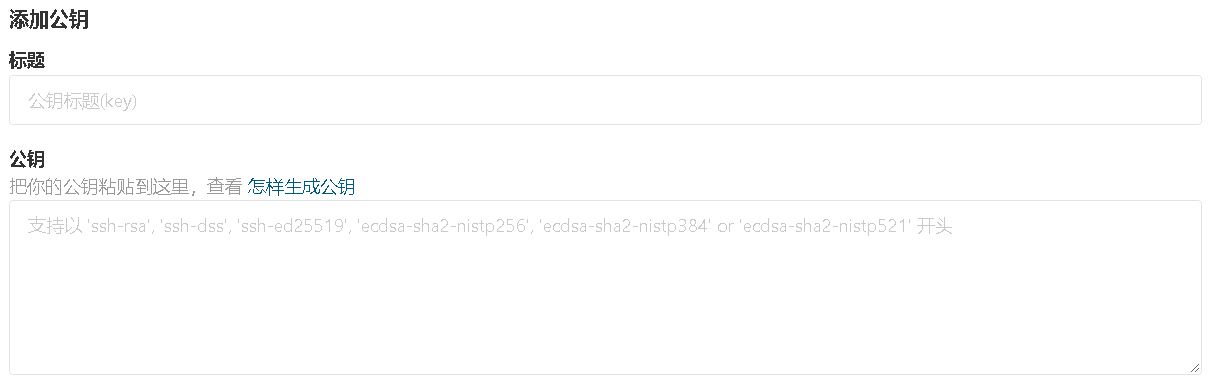 添加公钥
标题
公钥标题(key)
公钥
把你的公钥粘贴到这里，查看 怎样生成公钥
支持以 'ssh-rsa', 'ssh-dss', 'ssh-ed25519', 'ecdsa-sha2-nistp256', 'ecdsa-sha2-nistp384' or 'ecdsa-sha2-nistp521' 开头